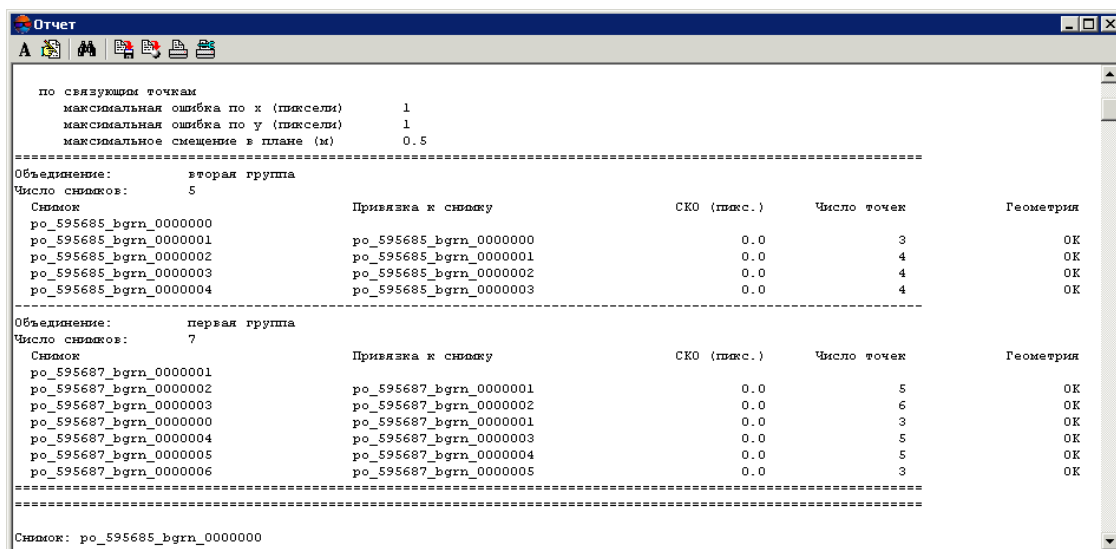 Отчет
A
по связующим точкам
максимальная ошибка по x (пиксели) 1
максимальная ошибка по y (пиксели) 1
максимальное смещение в плане (м) 0.5
================================================================================================================
Объединение: вторая группа
Число снимков: 5
Снимок Привязка к снимку СКО (пикс.) Число точек Геометрия
po_595685_bgrn_0000000
po_595685_bgrn_0000001 po_595685_bgrn_0000000 0.0 3 OK
po_595685_bgrn_0000002 po_595685_bgrn_0000001 0.0 4 OK
po_595685_bgrn_0000003 po_595685_bgrn_0000002 0.0 4 OK
po_595685_bgrn_0000004 po_595685_bgrn_0000003 0.0 4 OK
----------------------------------------------------------------------------------------------------------------
Объединение: первая группа
Число снимков: 7
Снимок Привязка к снимку СКО (пикс.) Число точек Геометрия
po_595687_bgrn_0000001
po_595687_bgrn_0000002 po_595687_bgrn_0000001 0.0 5 OK
po_595687_bgrn_0000003 po_595687_bgrn_0000002 0.0 6 OK
po_595687_bgrn_0000000 po_595687_bgrn_0000001 0.0 3 OK
po_595687_bgrn_0000004 po_595687_bgrn_0000003 0.0 5 OK
po_595687_bgrn_0000005 po_595687_bgrn_0000004 0.0 5 OK
po_595687_bgrn_0000006 po_595687_bgrn_0000005 0.0 3 OK
================================================================================================================
================================================================================================================
Снимок: po_595685_bgrn_0000000